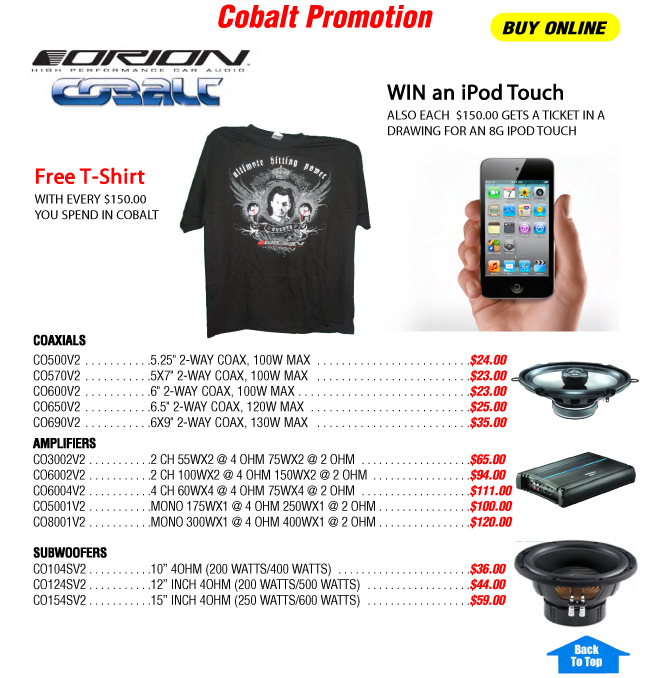 Cobalt Promotion
BUY ONLINE
ORION
HIGH PERFORMANCE CAR AUDIO
COBALT
WIN an iPod Touch
ALSO EACH $150.00 GETS A TICKET IN A
DRAWING FOR AN 8G IPOD TOUCH
Free T-Shirt
WITH EVERY $150.00
YOU SPEND IN COBALT
ultimate hitting power
ORION
COAXIALS
CO500V2 . . . . . . . . . . .5.25" 2-WAY COAX, 100W MAX . . . . . . . . . . . . . . . . . . . . . . . . .$24.00
CO570V2 . . . . . . . . . . .5X7" 2-WAY COAX, 100W MAX . . . . . . . . . . . . . . . . . . . . . . . . .$23.00
CO600V2 . . . . . . . . . . .6" 2-WAY COAX, 100W MAX . . . . . . . . . . . . . . . . . . . . . . . . . . . .$23.00
CO650V2 . . . . . . . . . . .6.5" 2-WAY COAX, 120W MAX . . . . . . . . . . . . . . . . . . . . . . . . . .$25.00
CO690V2 . . . . . . . . . . .6X9" 2-WAY COAX, 130W MAX . . . . . . . . . . . . . . . . . . . . . . . . .$35.00
AMPLIFIERS
CO3002V2 . . . . . . . . . .2 CH 55WX2 @ 4 OHM 75WX2 @ 2 OHM . . . . . . . . . . . . . . . . . .$65.00
CO6002V2 . . . . . . . . . .2 CH 100WX2 @ 4 OHM 150WX2 @ 2 OHM . . . . . . . . . . . . . . . .$94.00
CO6004V2 . . . . . . . . . .4 CH 60WX4 @ 4 OHM 75WX4 @ 2 OHM . . . . . . . . . . . . . . . . . .$111.00
CO5001V2 . . . . . . . . . .MONO 175WX1 @ 4 OHM 250WX1 @ 2 OHM . . . . . . . . . . . . . . .$100.00
CO8001V2 . . . . . . . . . .MONO 300WX1 @ 4 OHM 400WX1 @ 2 OHM . . . . . . . . . . . . . . .$120.00
SUBWOOFERS
CO104SV2 . . . . . . . . . .10” 4OHM (200 WATTS/400 WATTS) . . . . . . . . . . . . . . . . . . . . . .$36.00
CO124SV2 . . . . . . . . . .12” INCH 4OHM (200 WATTS/500 WATTS) . . . . . . . . . . . . . . . . .$44.00
CO154SV2 . . . . . . . . . .15” INCH 4OHM (250 WATTS/600 WATTS) . . . . . . . . . . . . . . . . .$59.00
Back
To Top